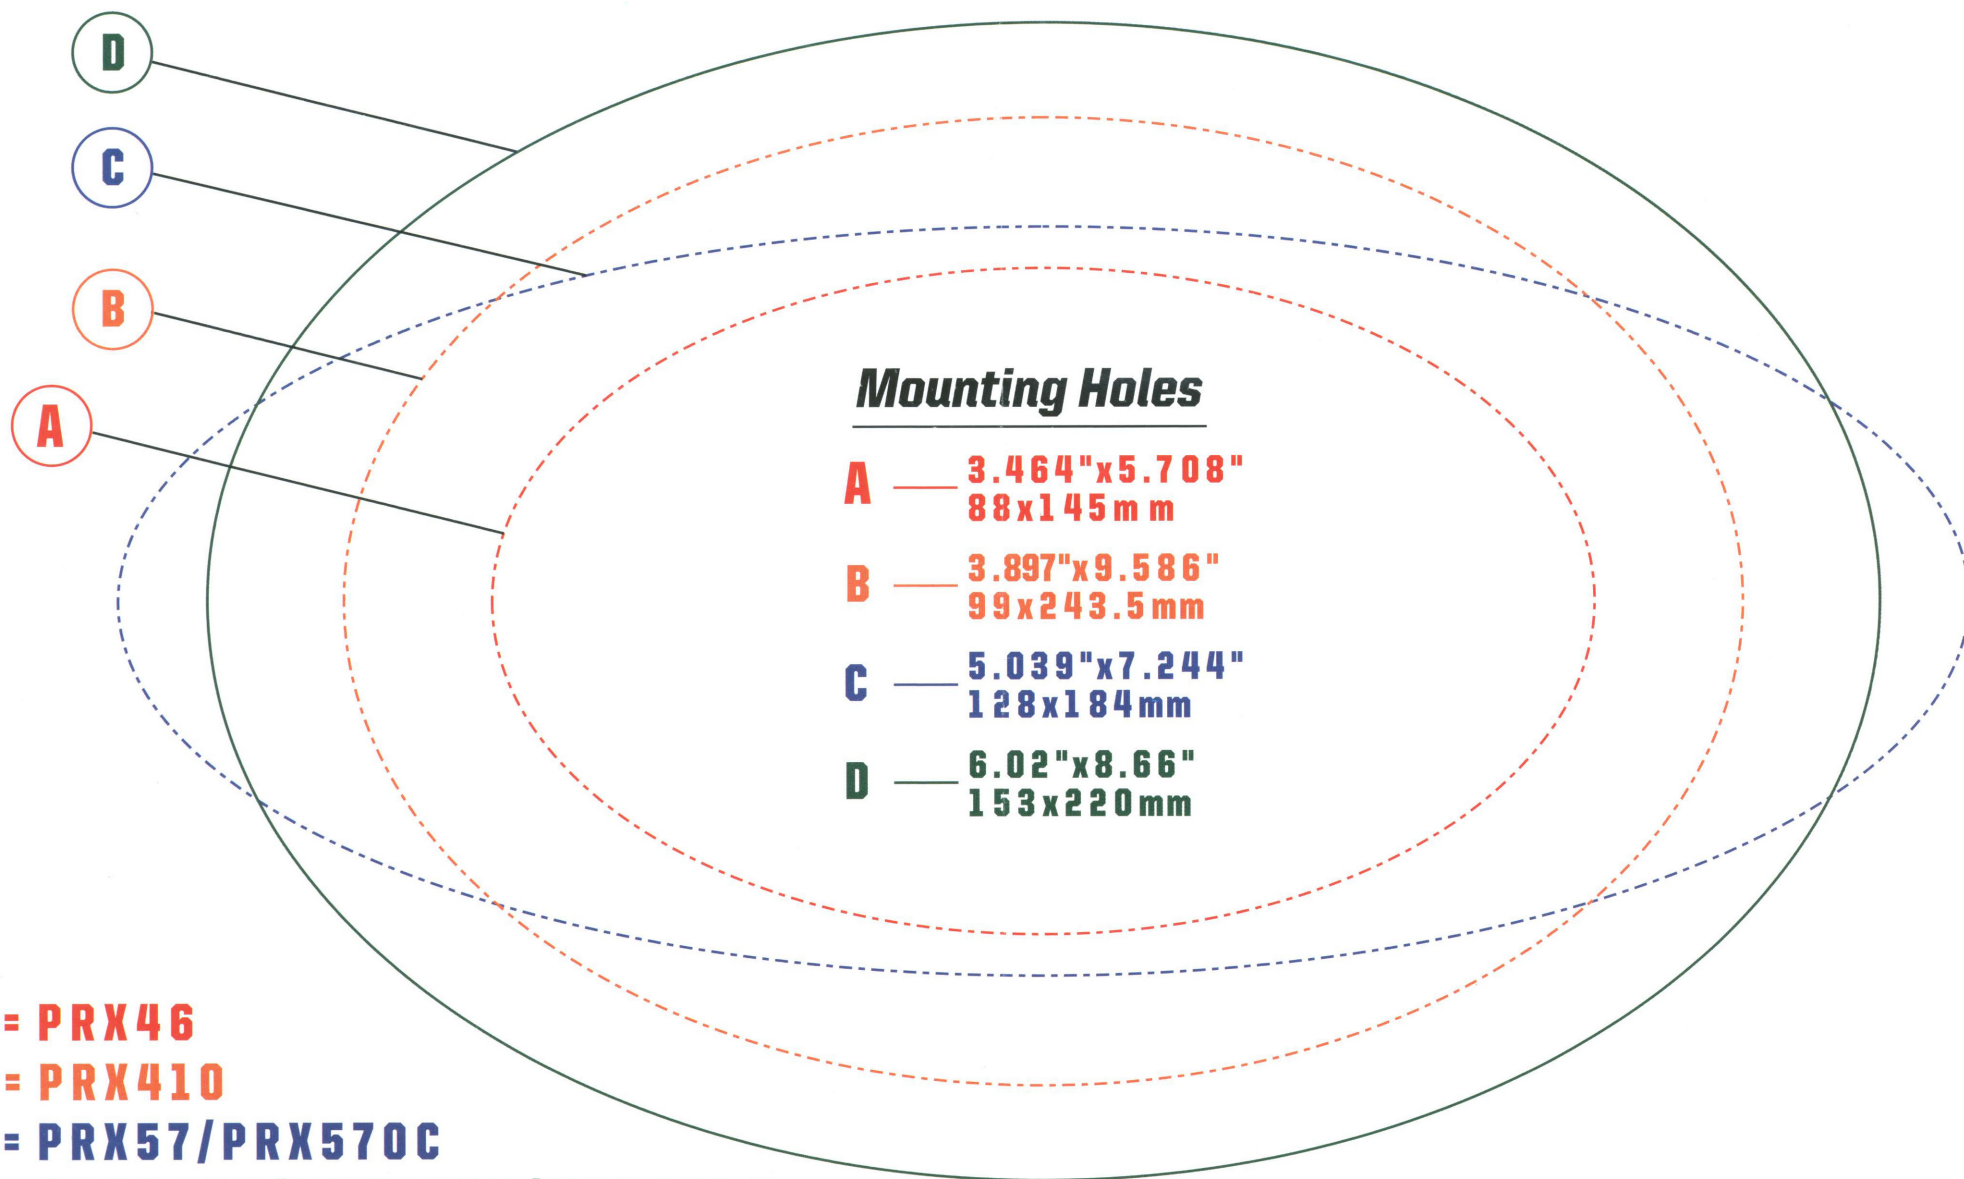 D
C
B
A
Mounting Holes
A 3.464"x5.708"
88x145mm
B 3.897"x9.586"
99x243.5mm
C 5.039"x7.244"
128x184mm
D 6.02"x8.66"
153x220mm
= PRX46
= PRX410
= PRX57/PRX570C